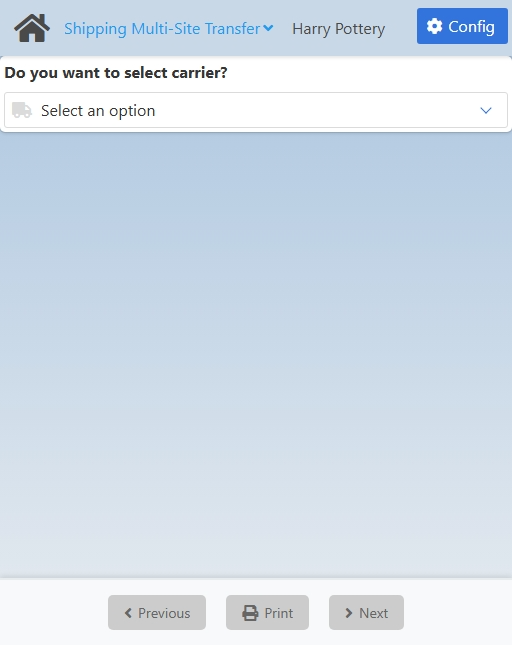 Shipping Multi-Site Transfer Harry Pottery Config
Do you want to select carrier?
Select an option
Previous Print Next